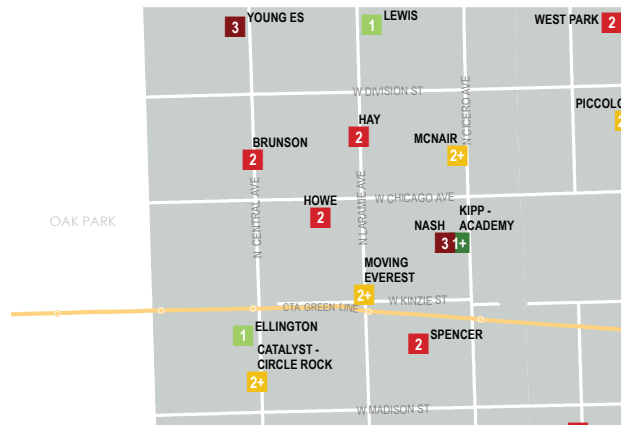 3 YOUNG ES
1 LEWIS
WEST PARK 2
W DIVISION ST
N CICERO AVE
PICCOLO
2
HAY
2
BRUNSON
2
MCNAIR
2+
W CHICAGO AVE
N CENTRAL AVE
N LARAMIE AVE
HOWE
2
KIPP -
NASH ACADEMY
3 1+
OAK PARK
MOVING
EVEREST
2+
W KINZIE ST
CTA GREEN LINE
1 ELLINGTON
2 SPENCER
CATALYST -
CIRCLE ROCK
2+
W MADISON ST